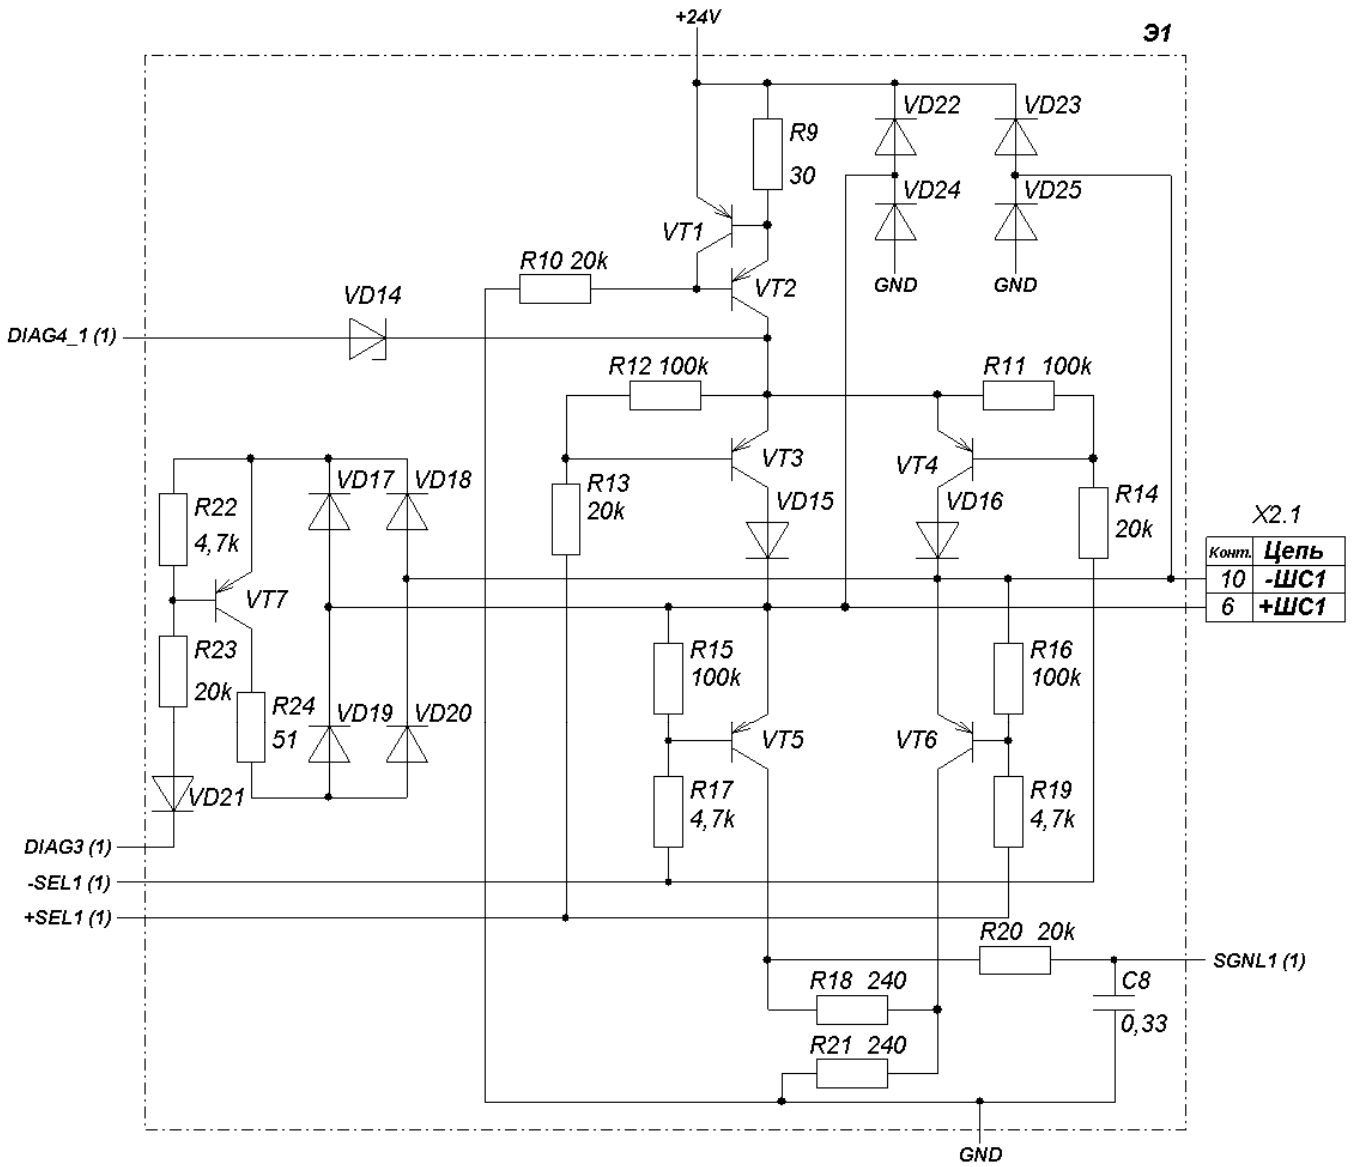 +24V
Э1
VD22
VD23
R9
30
VD24
VD25
VT1
R10 20k
VT2
GND
GND
VD14
DIAG4_1 (1)
R12 100k
R11 100k
VT3
VT4
VD17
VD18
R13
20k
VD15
VD16
R14
20k
R22
4,7k
X2.1
Конт. Цепь
10 -ШС1
6 +ШС1
VT7
R23
20k
R15
100k
R16
100k
R24
51
VD19
VD20
VT5
VT6
VD21
R17
4,7k
R19
4,7k
DIAG3 (1)
-SEL1 (1)
+SEL1 (1)
R20 20k
SGNL1 (1)
R18 240
C8
0,33
R21 240
GND